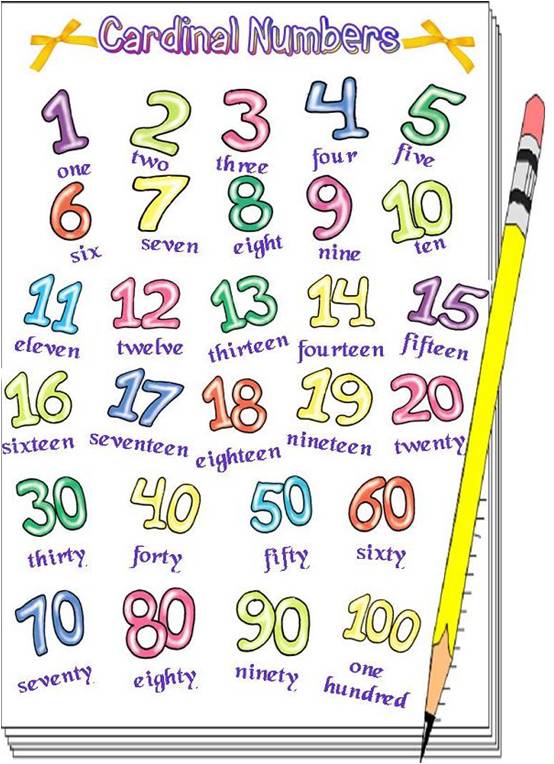 Cardinal Numbers
1 2 3 4 5
one two three four five
6 7 8 9 10
six seven eight nine ten
11 12 13 14 15
eleven twelve thirteen fourteen fifteen
16 17 18 19 20
sixteen seventeen eighteen nineteen twenty
30 40 50 60
thirty forty fifty sixty
70 80 90 100
seventy eighty ninety one
hundred